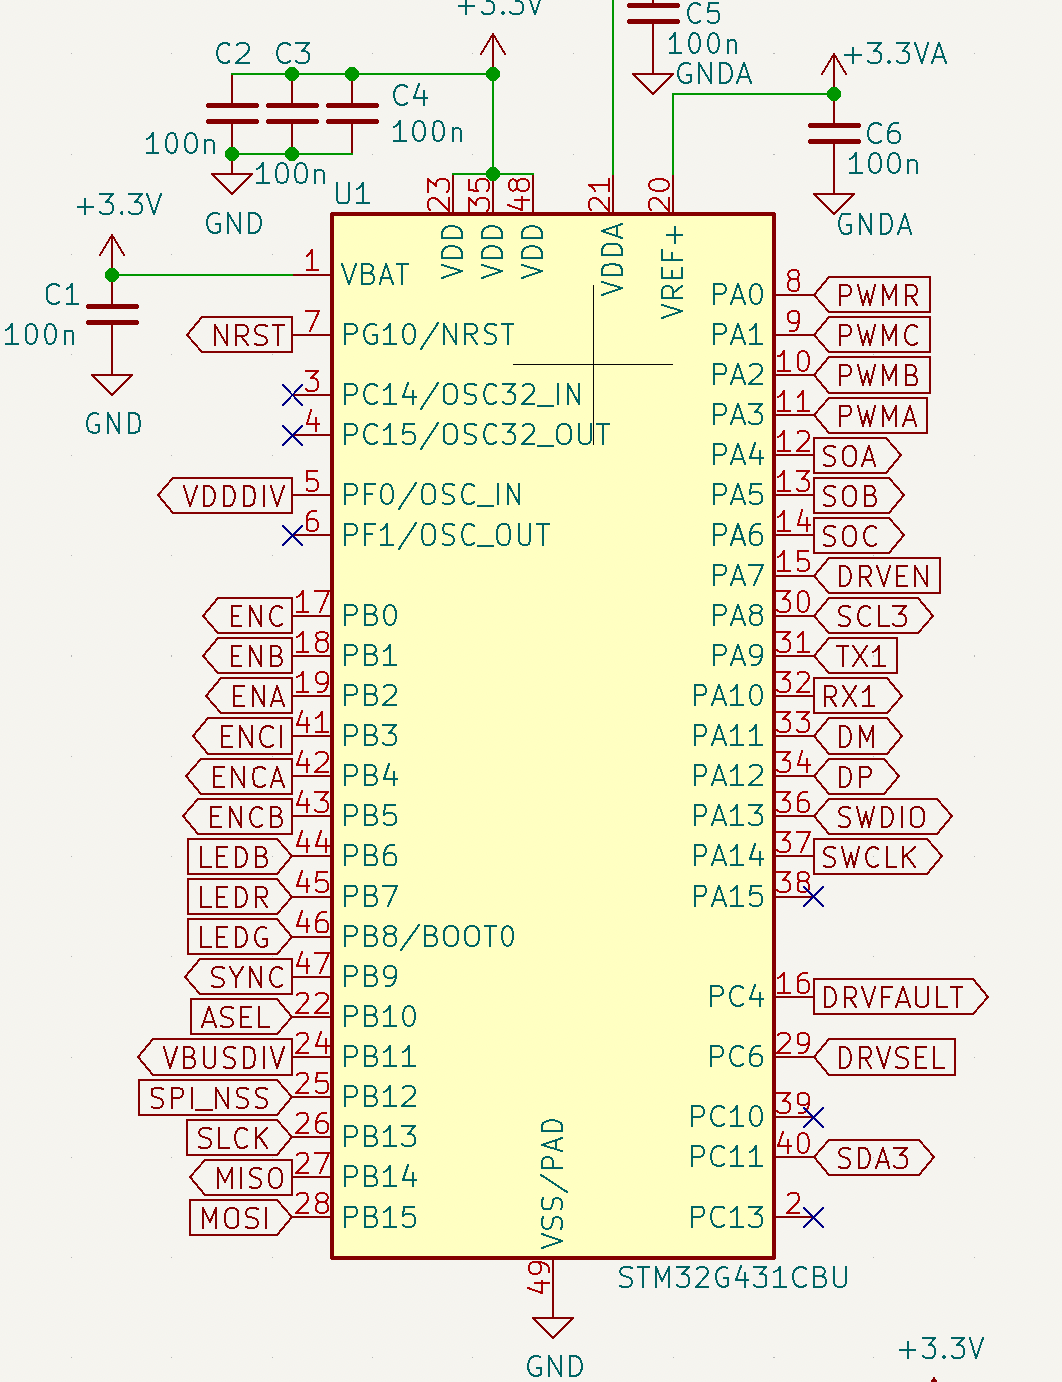 +3.3V
C5
100n
GNDA
C2
C3
C4
100n
100n
100n
GND
+3.3VA
C6
100n
GNDA
+3.3V
C1
100n
GND
U1
23 VDD
35 VDD
48 VDD
21 VDDA
20 VREF+
1 VBAT
NRST 7 PG10/NRST
3 PC14/OSC32_IN
4 PC15/OSC32_OUT
VDDDIV 5 PF0/OSC_IN
6 PF1/OSC_OUT
ENC 17 PB0
ENB 18 PB1
ENA 19 PB2
ENCI 41 PB3
ENCA 42 PB4
ENCB 43 PB5
LEDB 44 PB6
LEDR 45 PB7
LEDG 46 PB8/BOOT0
SYNC 47 PB9
ASEL 22 PB10
VBUSDIV 24 PB11
SPI_NSS 25 PB12
SLCK 26 PB13
MISO 27 PB14
MOSI 28 PB15
PA0 8 PWMR
PA1 9 PWMC
PA2 10 PWMB
PA3 11 PWMA
PA4 12 SOA
PA5 13 SOB
PA6 14 SOC
PA7 15 DRVEN
PA8 30 SCL3
PA9 31 TX1
PA10 32 RX1
PA11 33 DM
PA12 34 DP
PA13 36 SWDIO
PA14 37 SWCLK
PA15 38
PC4 16 DRVFAULT
PC6 29 DRVSEL
PC10 39
PC11 40 SDA3
PC13 2
VSS/PAD
49
STM32G431CBU
GND
+3.3V